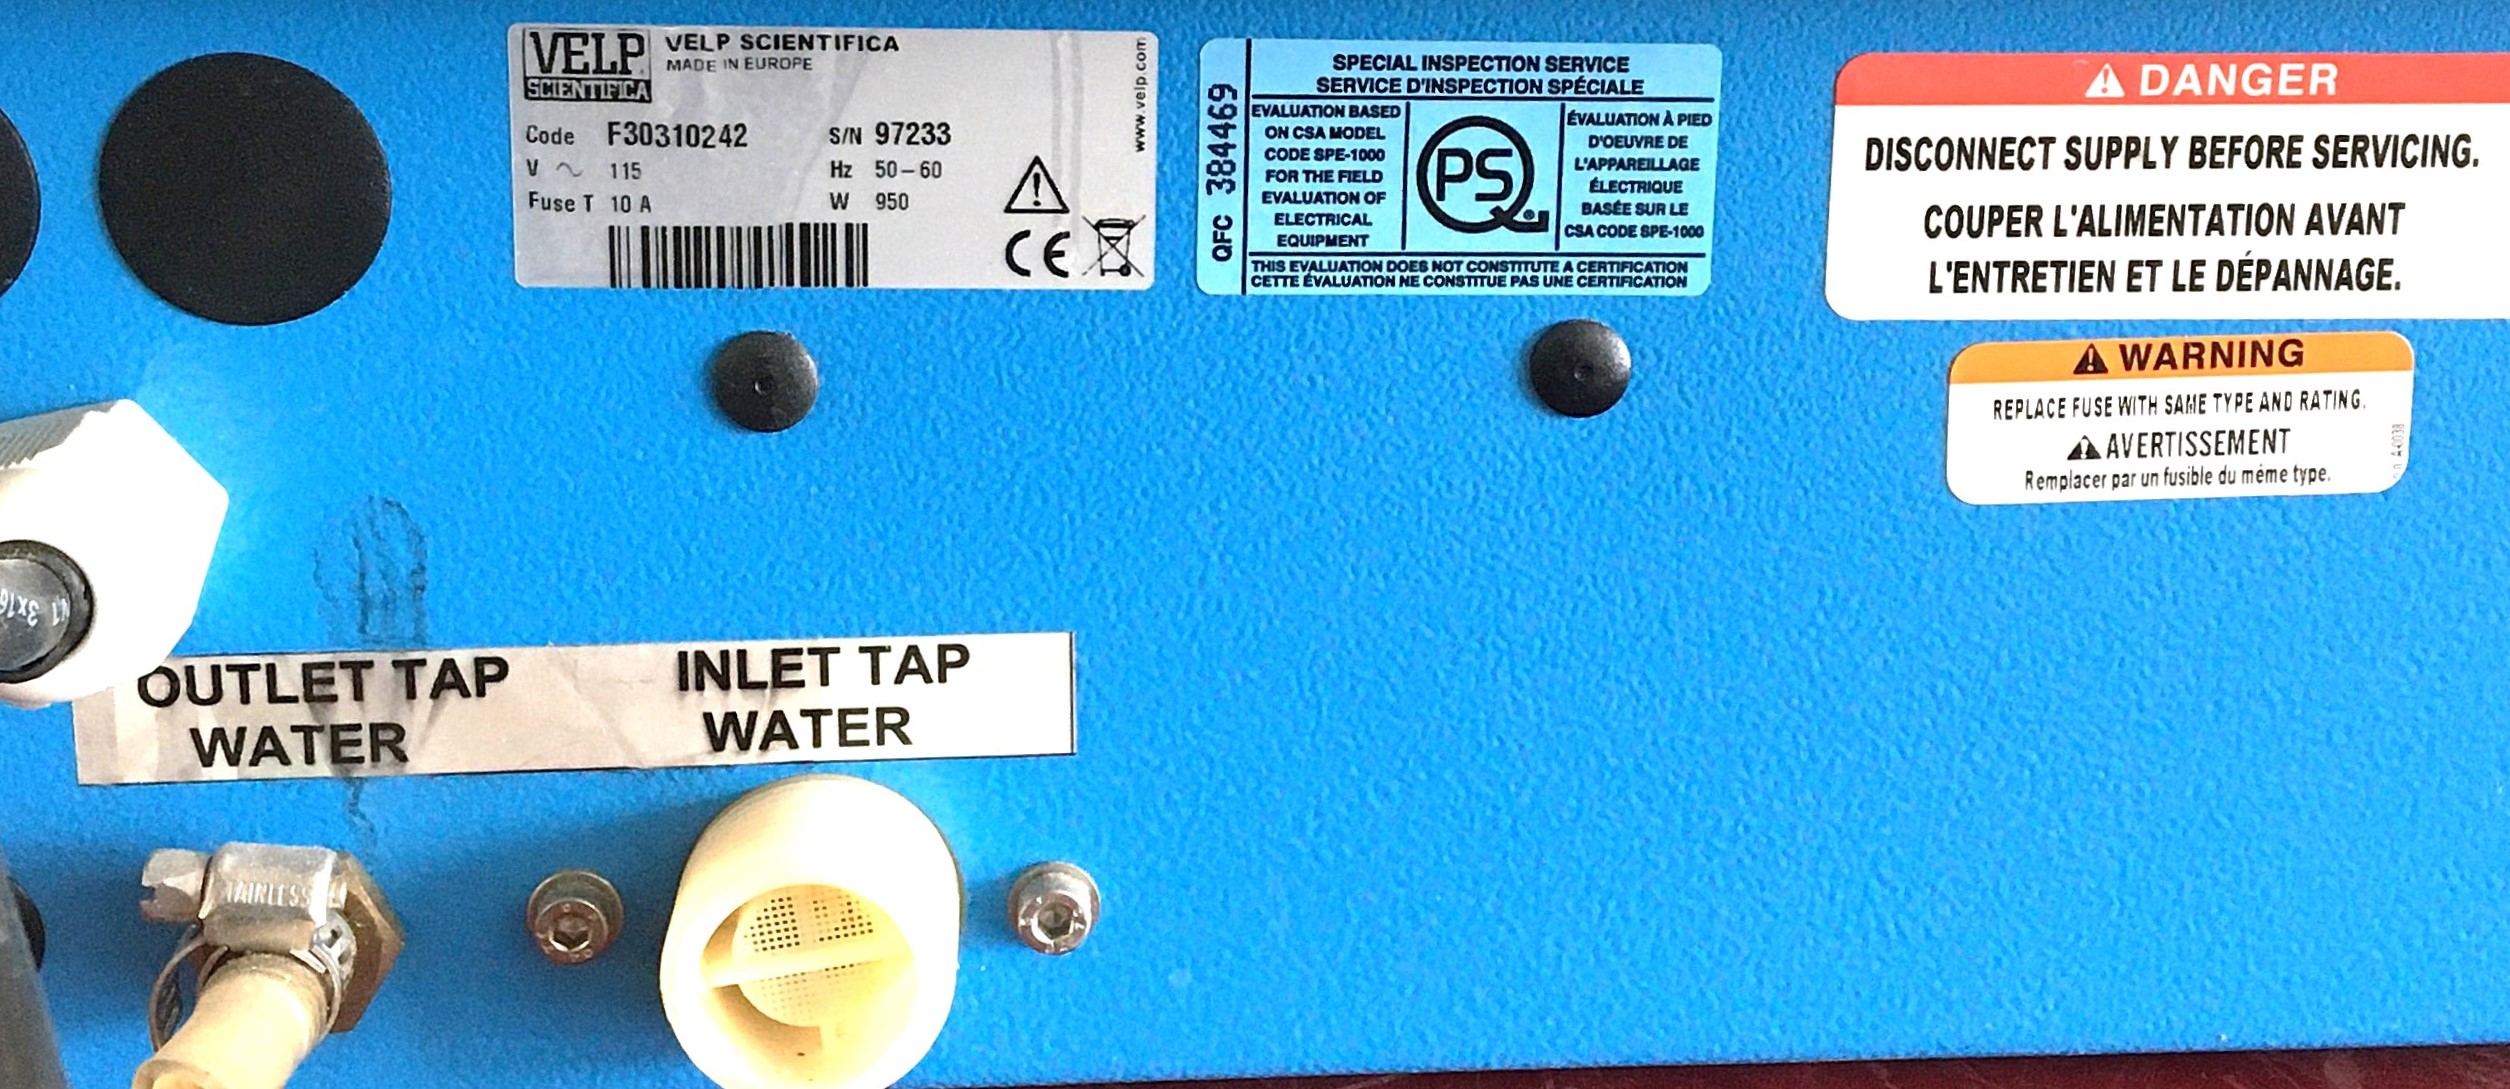 VELP
SCIENTIFICA
VELP SCIENTIFICA
MADE IN EUROPE
www.velp.com
Code F30310242 S/N 97233
V ~ 115 Hz 50-60
Fuse T 10 A W 950
CE
QFC 384469
SPECIAL INSPECTION SERVICE
SERVICE D'INSPECTION SPÉCIALE
EVALUATION BASED
ON CSA MODEL
CODE SPE-1000
FOR THE FIELD
EVALUATION OF
ELECTRICAL
EQUIPMENT
PS
ÉVALUATION À PIED
D'OEUVRE DE
L'APPAREILLAGE
ÉLECTRIQUE
BASÉE SUR LE
CSA CODE SPE-1000
THIS EVALUATION DOES NOT CONSTITUTE A CERTIFICATION
CETTE ÉVALUATION NE CONSTITUE PAS UNE CERTIFICATION
DANGER
DISCONNECT SUPPLY BEFORE SERVICING.
COUPER L'ALIMENTATION AVANT
L'ENTRETIEN ET LE DÉPANNAGE.
WARNING
REPLACE FUSE WITH SAME TYPE AND RATING.
AVERTISSEMENT
Remplacer par un fusible du même type.
OUTLET TAP
WATER
INLET TAP
WATER